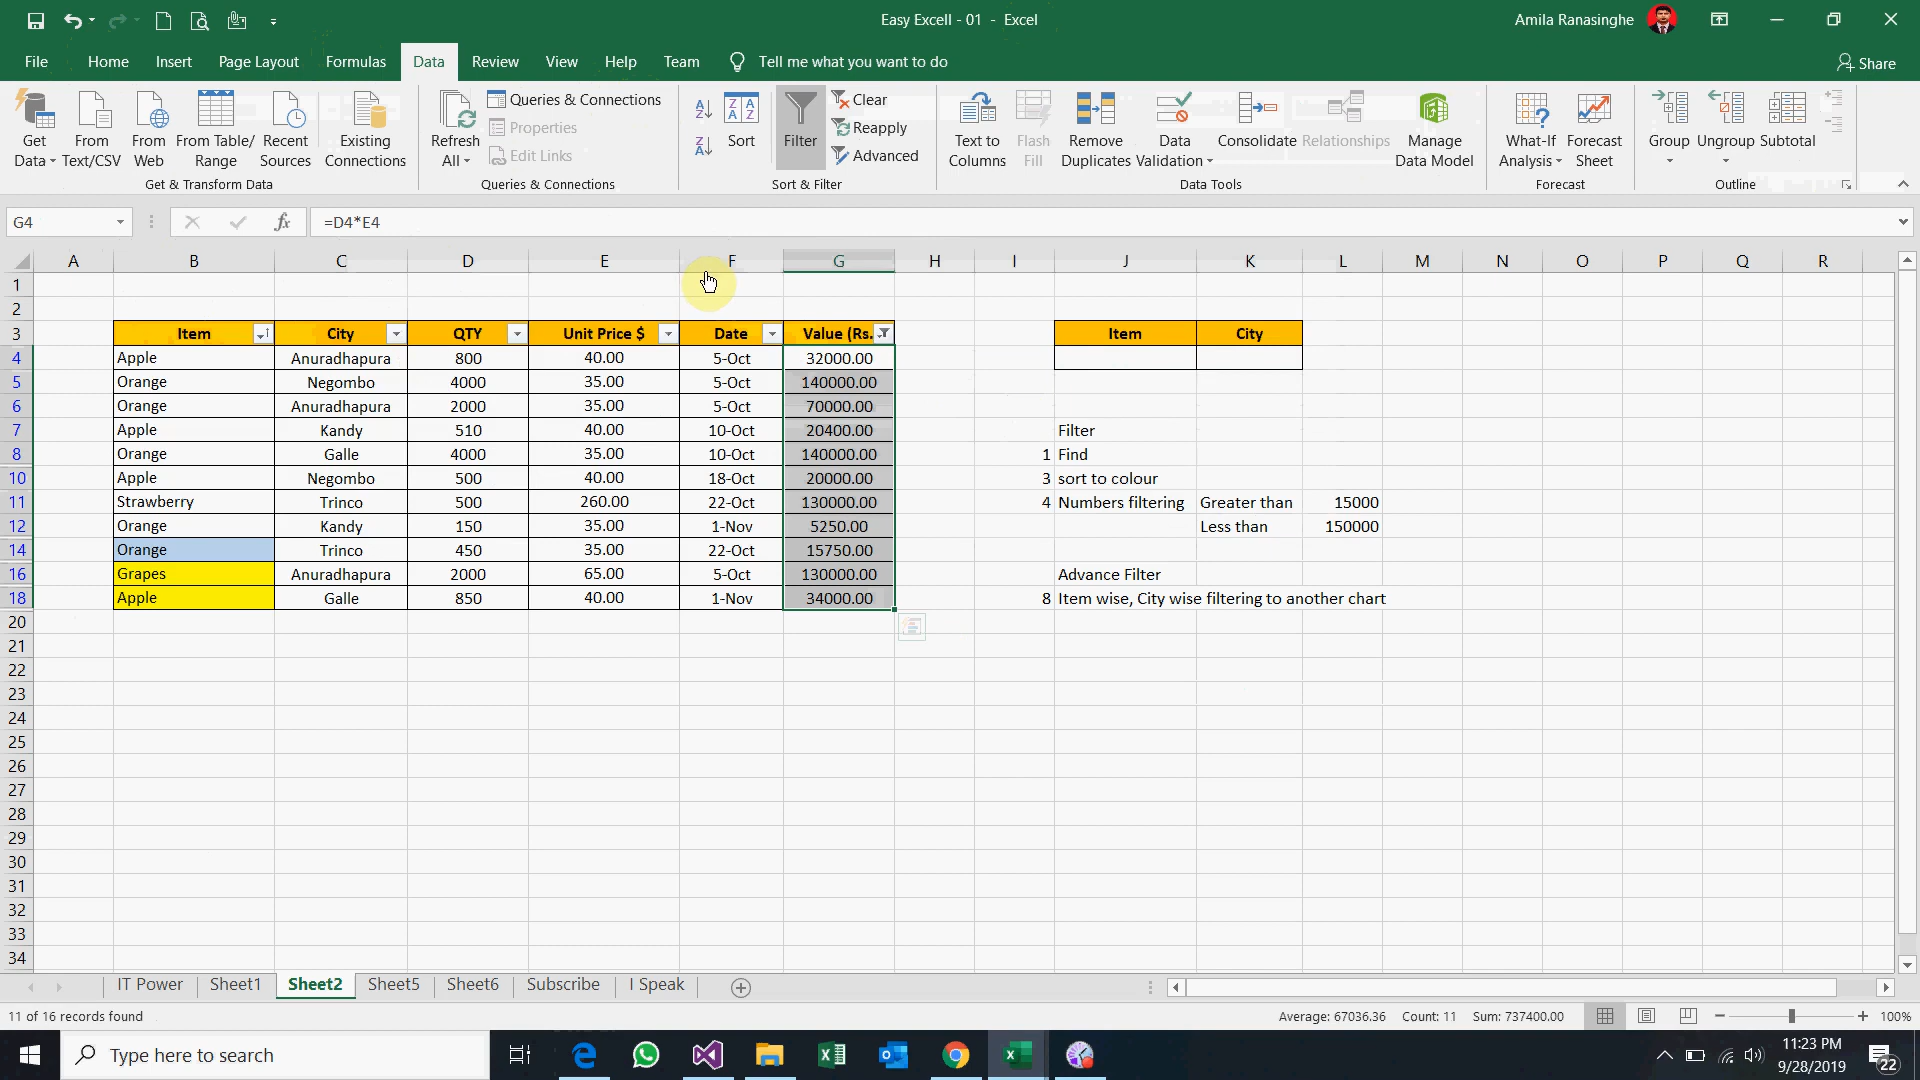 Easy Excell - 01 - Excel
Amila Ranasinghe
File Home Insert Page Layout Formulas Data Review View Help Team Tell me what you want to do Share
Get Data From Text/CSV From Web From Table/ Range Recent Sources Existing Connections
Get & Transform Data
Refresh All Queries & Connections Properties Edit Links
Queries & Connections
Sort Filter Clear Reapply Advanced
Sort & Filter
Text to Columns Flash Fill Remove Duplicates Data Validation Consolidate Relationships Manage Data Model
Data Tools
What-If Analysis Forecast Sheet
Forecast
Group Ungroup Subtotal
Outline
G4 fx =D4*E4
A B C D E F G H I J K L M N O P Q R
1
2
3 Item City QTY Unit Price $ Date Value (Rs. Item City
4 Apple Anuradhapura 800 40.00 5-Oct 32000.00
5 Orange Negombo 4000 35.00 5-Oct 140000.00
6 Orange Anuradhapura 2000 35.00 5-Oct 70000.00
7 Apple Kandy 510 40.00 10-Oct 20400.00 Filter
8 Orange Galle 4000 35.00 10-Oct 140000.00 1 Find
10 Apple Negombo 500 40.00 18-Oct 20000.00 3 sort to colour
11 Strawberry Trinco 500 260.00 22-Oct 130000.00 4 Numbers filtering Greater than 15000
12 Orange Kandy 150 35.00 1-Nov 5250.00 Less than 150000
14 Orange Trinco 450 35.00 22-Oct 15750.00
16 Grapes Anuradhapura 2000 65.00 5-Oct 130000.00 Advance Filter
18 Apple Galle 850 40.00 1-Nov 34000.00 8 Item wise, City wise filtering to another chart
20
21
22
23
24
25
26
27
28
29
30
31
32
33
34
IT Power Sheet1 Sheet2 Sheet5 Sheet6 Subscribe I Speak
11 of 16 records found Average: 67036.36 Count: 11 Sum: 737400.00 100%
Type here to search
11:23 PM
9/28/2019
22